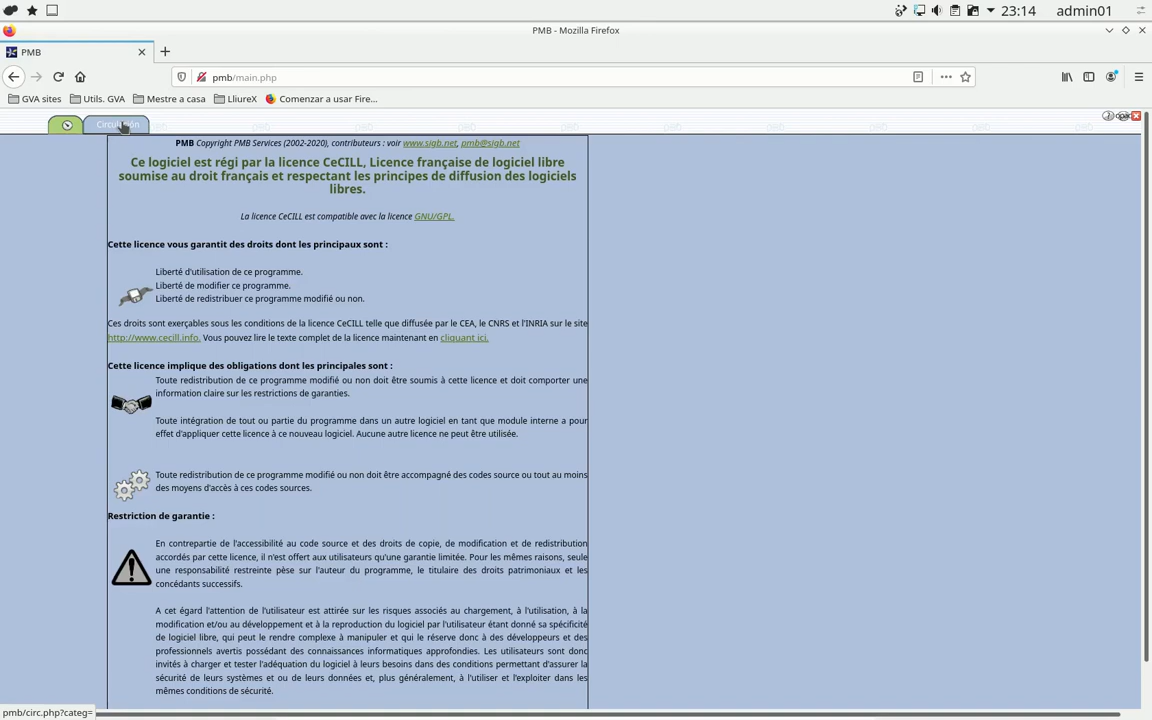 23:14
admin01
PMB - Mozilla Firefox
PMB
pmb/main.php
GVA sites
Utils. GVA
Mestre a casa
LliureX
Comenzar a usar Fire...
Circulación
PMB Copyright PMB Services (2002-2020), contributeurs : voir www.sigb.net, pmb@sigb.net
Ce logiciel est régi par la licence CeCILL, Licence française de logiciel libre
soumise au droit français et respectant les principes de diffusion des logiciels
libres.
La licence CeCILL est compatible avec la licence GNU/GPL.
Cette licence vous garantit des droits dont les principaux sont :
Liberté d'utilisation de ce programme.
Liberté de modifier ce programme.
Liberté de redistribuer ce programme modifié ou non.
Ces droits sont exerçables sous les conditions de la licence CeCILL telle que diffusée par le CEA, le CNRS et l'INRIA sur le site
http://www.cecill.info. Vous pouvez lire le texte complet de la licence maintenant en cliquant ici.
Cette licence implique des obligations dont les principales sont :
Toute redistribution de ce programme modifié ou non doit être soumis à cette licence et doit comporter une
information claire sur les restrictions de garanties.
Toute intégration de tout ou partie du programme dans un autre logiciel en tant que module interne a pour
effet d'appliquer cette licence à ce nouveau logiciel. Aucune autre licence ne peut être utilisée.
Toute redistribution de ce programme modifié ou non doit être accompagné des codes source ou tout au moins
des moyens d'accès à ces codes sources.
Restriction de garantie :
En contrepartie de l'accessibilité au code source et des droits de copie, de modification et de redistribution
accordés par cette licence, il n'est offert aux utilisateurs qu'une garantie limitée. Pour les mêmes raisons, seule
une responsabilité restreinte pèse sur l'auteur du programme, le titulaire des droits patrimoniaux et les
concédants successifs.
A cet égard l'attention de l'utilisateur est attirée sur les risques associés au chargement, à l'utilisation, à la
modification et/ou au développement et à la reproduction du logiciel par l'utilisateur étant donné sa spécificité
de logiciel libre, qui peut le rendre complexe à manipuler et qui le réserve donc à des développeurs et des
professionnels avertis possédant des connaissances informatiques approfondies. Les utilisateurs sont donc
invités à charger et tester l'adéquation du logiciel à leurs besoins dans des conditions permettant d'assurer la
sécurité de leurs systèmes et ou de leurs données et, plus généralement, à l'utiliser et l'exploiter dans les
mêmes conditions de sécurité.
pmb/circ.php?categ=